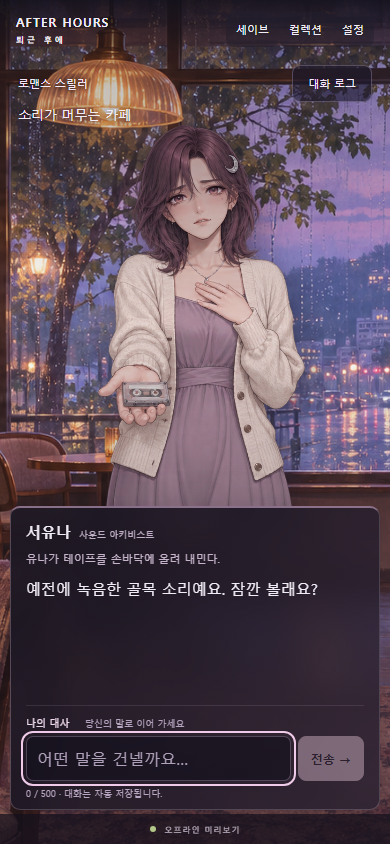 AFTER HOURS
퇴근 후에
세이브 컬렉션 설정
로맨스 스릴러
대화 로그
소리가 머무는 카페
서유나 사운드 아키비스트
유나가 테이프를 손바닥에 올려 내민다.
예전에 녹음한 골목 소리예요. 잠깐 볼래요?
나의 대사 당신의 말로 이어 가세요
어떤 말을 건넬까요...
전송 →
0 / 500 · 대화는 자동 저장됩니다.
오프라인 미리보기